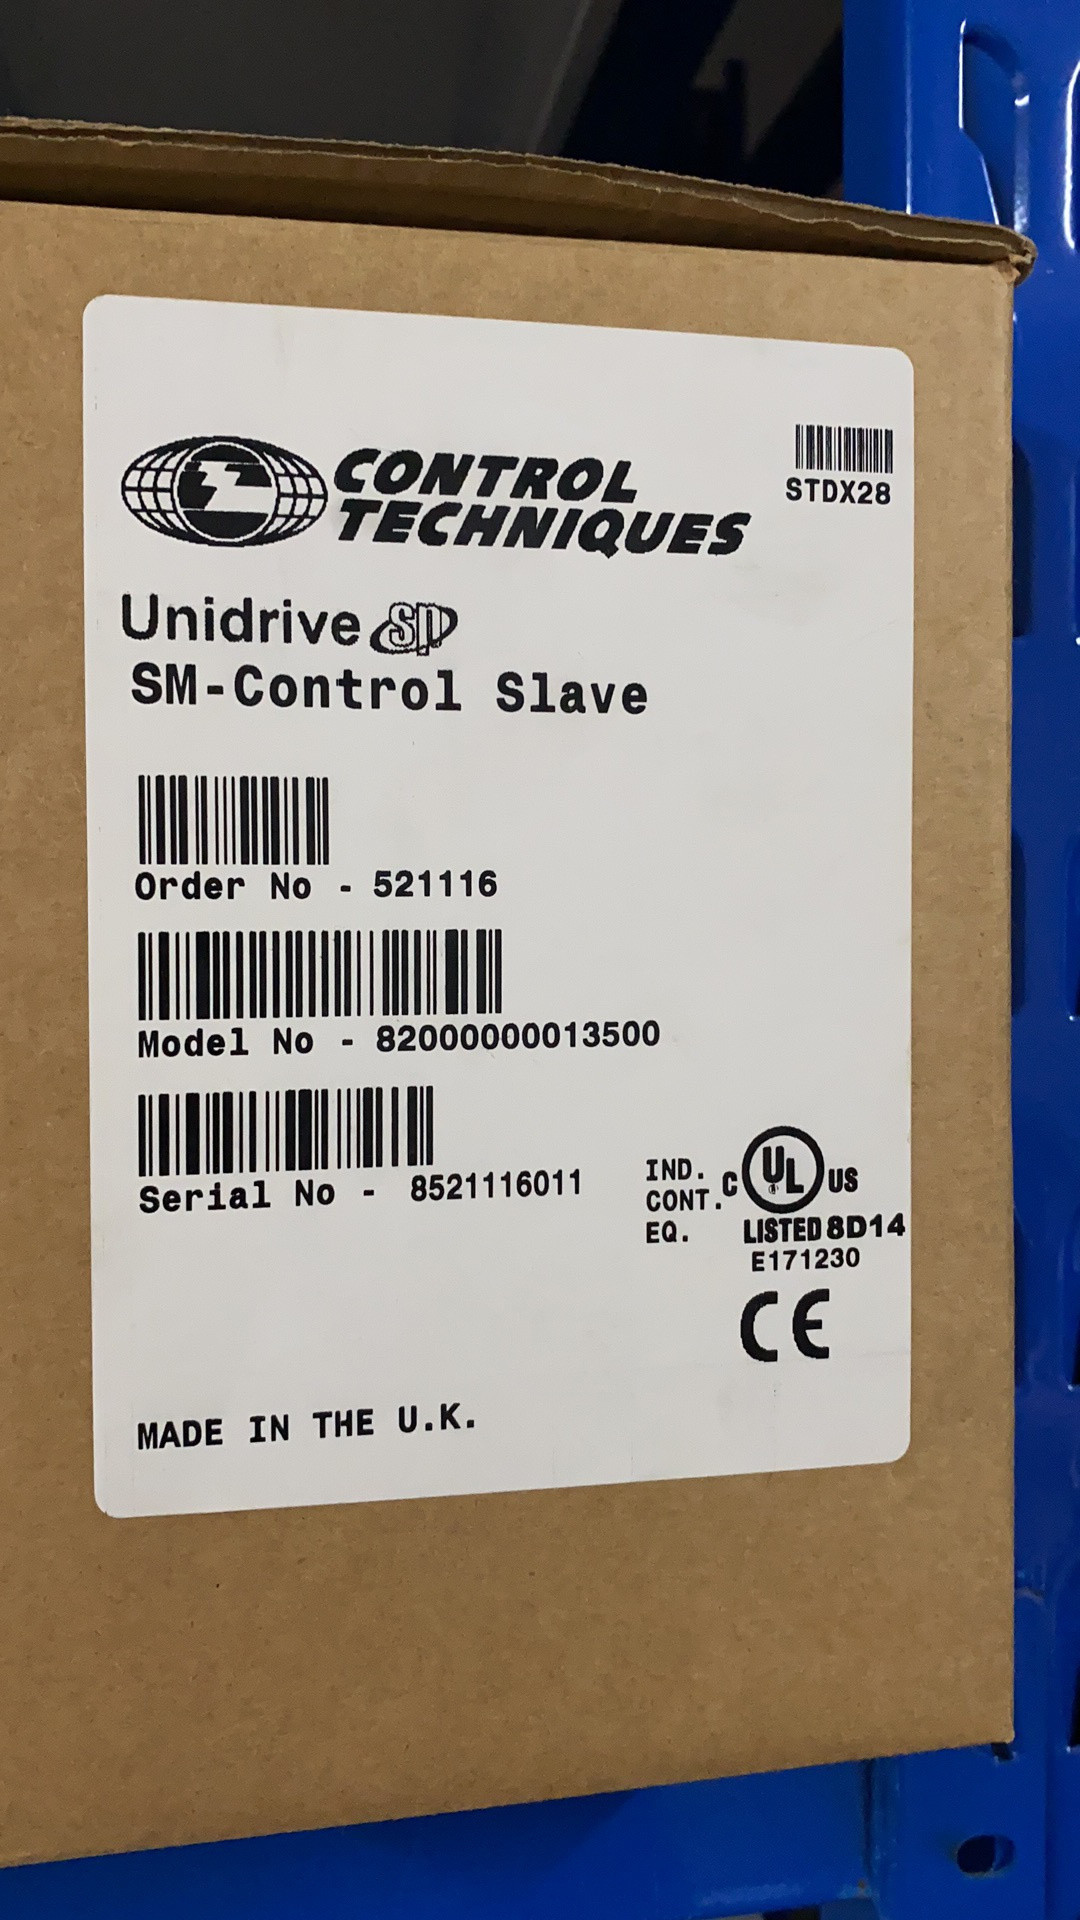 CONTROL
TECHNIQUES
STDX28
Unidrive SP
SM-Control Slave
Order No - 521116
Model No - 82000000013500
Serial No - 8521116011
IND.
CONT.
EQ.
C UL US
LISTED 8D14
E171230
CE
MADE IN THE U.K.